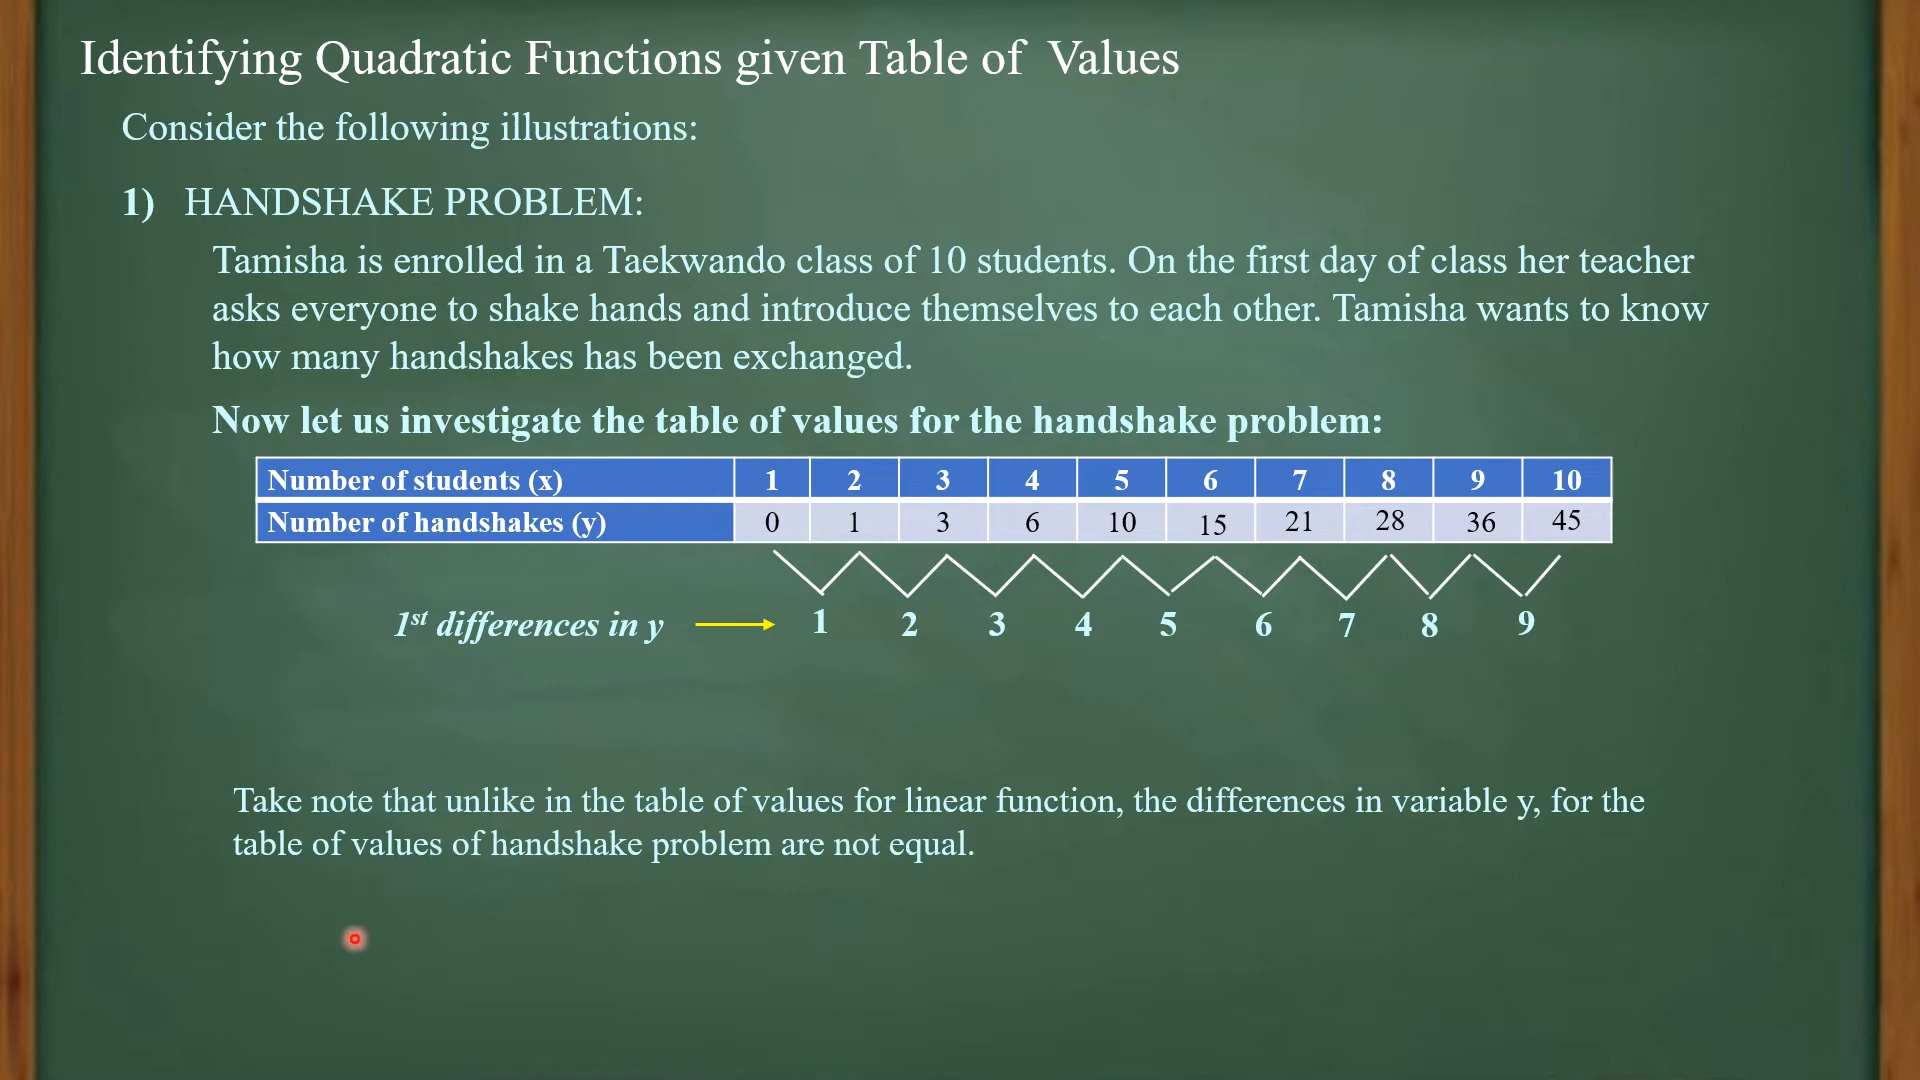 Identifying Quadratic Functions given Table of Values
Consider the following illustrations:
1) HANDSHAKE PROBLEM:
Tamisha is enrolled in a Taekwando class of 10 students. On the first day of class her teacher
asks everyone to shake hands and introduce themselves to each other. Tamisha wants to know
how many handshakes has been exchanged.
Now let us investigate the table of values for the handshake problem:
Number of students (x) 1 2 3 4 5 6 7 8 9 10
Number of handshakes (y) 0 1 3 6 10 15 21 28 36 45
1st differences in y 1 2 3 4 5 6 7 8 9
Take note that unlike in the table of values for linear function, the differences in variable y, for the
table of values of handshake problem are not equal.